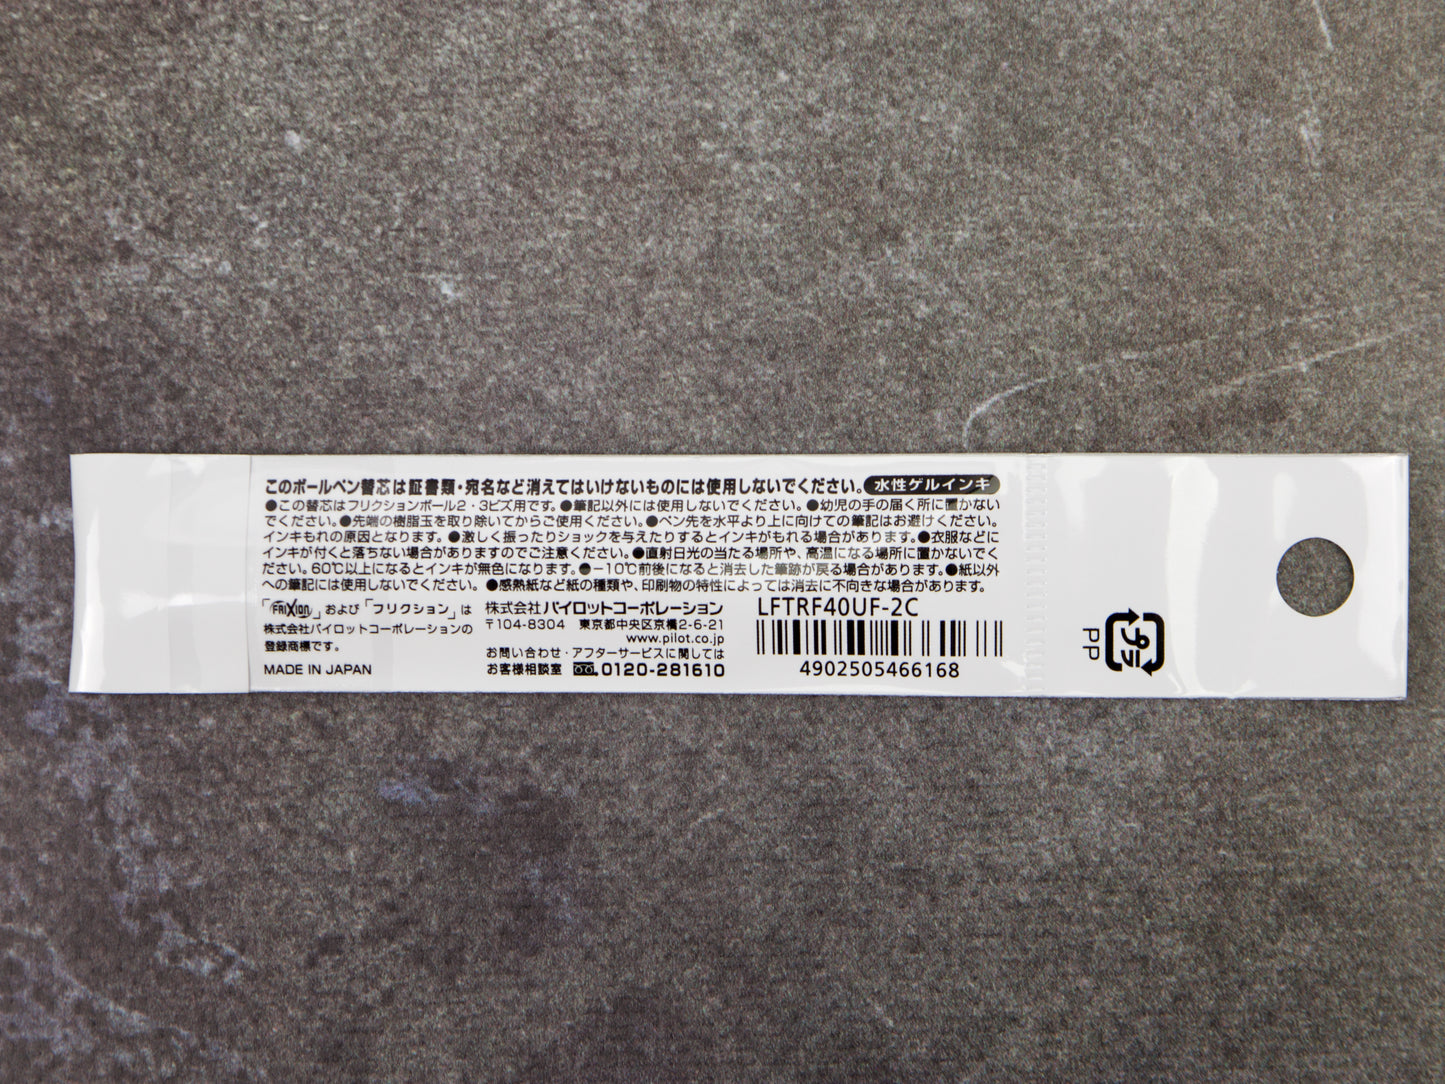 このボールペン替芯は証書類・宛名など消えてはいけないものには使用しないでください。 水性ゲルインキ
●この替芯はフリクションボール2・3ビズ用です。●筆記以外には使用しないでください。●幼児の手の届く所に置かない
でください。●先端の樹脂玉を取り除いてからご使用ください。●ペン先を水平より上に向けての筆記はお避けください。
インキもれの原因となります。●激しく振ったりショックを与えたりするとインキがもれる場合があります。●衣服などに
インキが付くと落ちない場合がありますのでご注意ください。●直射日光の当たる場所や、高温になる場所に置かないでく
ださい。60℃以上になるとインキが無色になります。●−10℃前後になると消去した筆跡が戻る場合があります。●紙以外
への筆記には使用しないでください。●感熱紙など紙の種類や、印刷物の特性によっては消去に不向きな場合があります。
「FRIXION」および「フリクション」は
株式会社パイロットコーポレーションの
登録商標です。
MADE IN JAPAN
株式会社パイロットコーポレーション
〒104-8304 東京都中央区京橋2-6-21
www.pilot.co.jp
お問い合わせ・アフターサービスに関しては
お客様相談室 0120-281610
LFTRF40UF-2C
4902505466168
プラ
PP